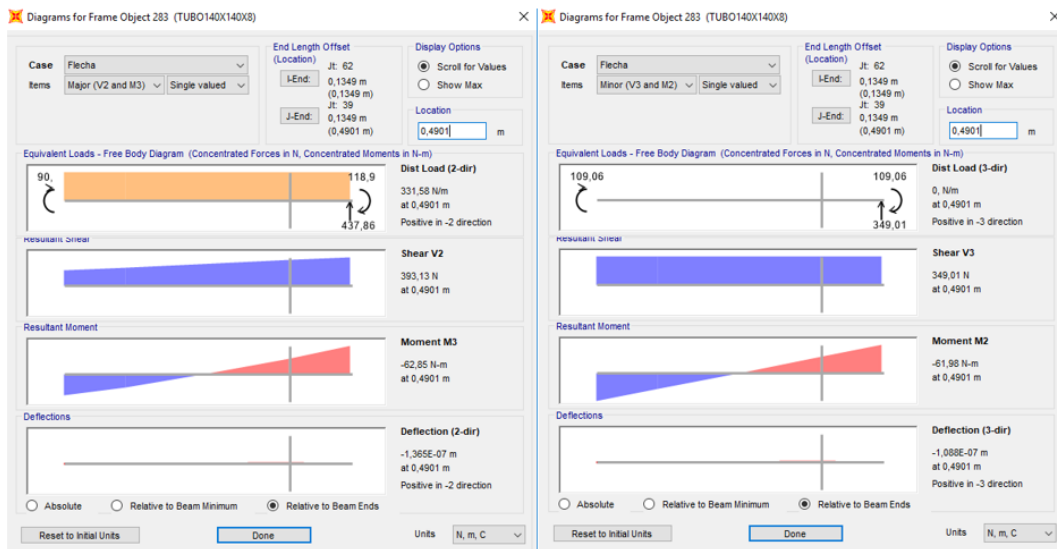 Diagrams for Frame Object 283 (TUBO140X140X8)
Case Flecha
Items Major (V2 and M3) Single valued
End Length Offset
(Location)
Jt: 62
I-End: 0,1349 m
(0,1349 m)
Jt: 39
J-End: 0,1349 m
(0,4901 m)
Display Options
Scroll for Values
Show Max
Location
0,4901 m
Equivalent Loads - Free Body Diagram (Concentrated Forces in N, Concentrated Moments in N-m)
90, 118,9
437,86
Dist Load (2-dir)
331,58 N/m
at 0,4901 m
Positive in -2 direction
Resultant Shear
Shear V2
393,13 N
at 0,4901 m
Resultant Moment
Moment M3
-62,85 N-m
at 0,4901 m
Deflections
Deflection (2-dir)
-1,365E-07 m
at 0,4901 m
Positive in -2 direction
Absolute Relative to Beam Minimum Relative to Beam Ends
Reset to Initial Units Done Units N, m, C
Diagrams for Frame Object 283 (TUBO140X140X8)
Case Flecha
Items Minor (V3 and M2) Single valued
End Length Offset
(Location)
Jt: 62
I-End: 0,1349 m
(0,1349 m)
Jt: 39
J-End: 0,1349 m
(0,4901 m)
Display Options
Scroll for Values
Show Max
Location
0,4901 m
Equivalent Loads - Free Body Diagram (Concentrated Forces in N, Concentrated Moments in N-m)
109,06 109,06
349,01
Dist Load (3-dir)
0, N/m
at 0,4901 m
Positive in -3 direction
Resultant Shear
Shear V3
349,01 N
at 0,4901 m
Resultant Moment
Moment M2
-61,98 N-m
at 0,4901 m
Deflections
Deflection (3-dir)
-1,088E-07 m
at 0,4901 m
Positive in -3 direction
Absolute Relative to Beam Minimum Relative to Beam Ends
Reset to Initial Units Done Units N, m, C